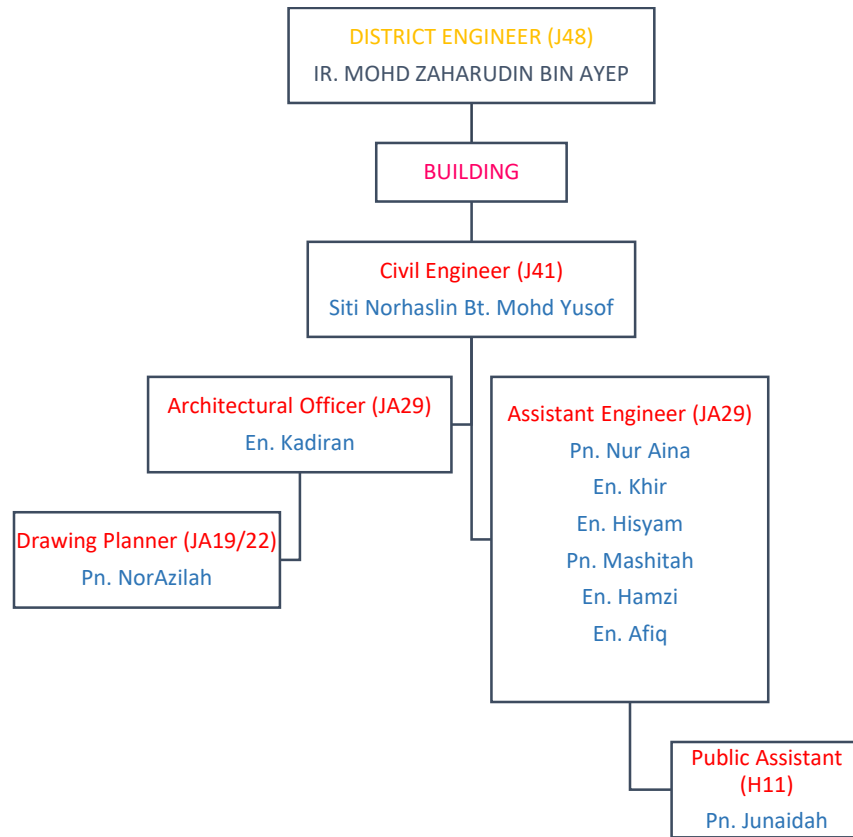 DISTRICT ENGINEER (J48)
IR. MOHD ZAHARUDIN BIN AYEP
BUILDING
Civil Engineer (J41)
Siti Norhaslin Bt. Mohd Yusof
Architectural Officer (JA29)
En. Kadiran
Assistant Engineer (JA29)
Pn. Nur Aina
En. Khir
En. Hisyam
Pn. Mashitah
En. Hamzi
En. Afiq
Drawing Planner (JA19/22)
Pn. NorAzilah
Public Assistant
(H11)
Pn. Junaidah